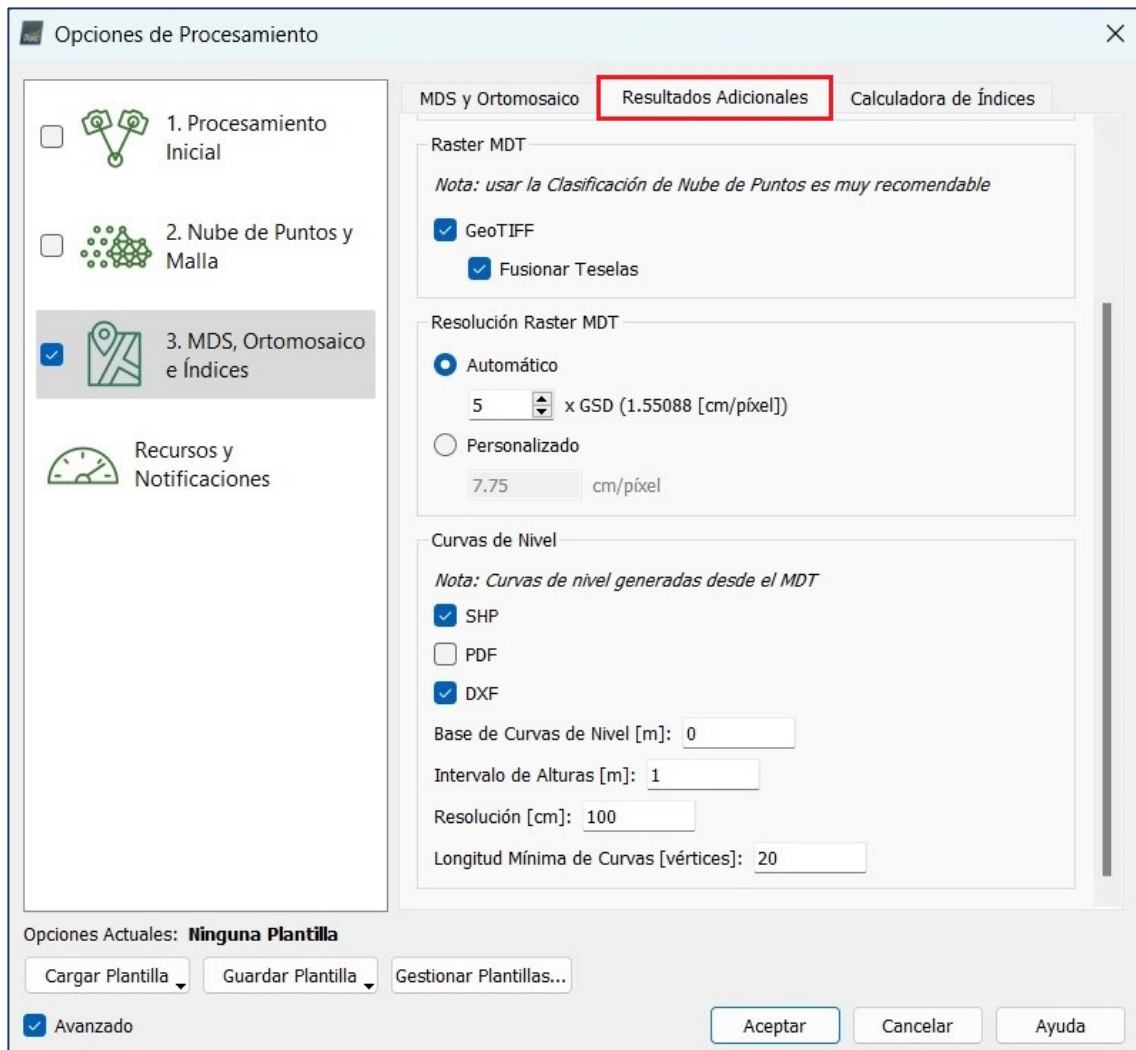 Opciones de Procesamiento
1. Procesamiento
Inicial
2. Nube de Puntos y
Malla
3. MDS, Ortomosaico
e Índices
Recursos y
Notificaciones
MDS y Ortomosaico
Resultados Adicionales
Calculadora de Índices
Raster MDT
Nota: usar la Clasificación de Nube de Puntos es muy recomendable
GeoTIFF
Fusionar Teselas
Resolución Raster MDT
Automático
5 x GSD (1.55088 [cm/píxel])
Personalizado
7.75 cm/píxel
Curvas de Nivel
Nota: Curvas de nivel generadas desde el MDT
SHP
PDF
DXF
Base de Curvas de Nivel [m]: 0
Intervalo de Alturas [m]: 1
Resolución [cm]: 100
Longitud Mínima de Curvas [vértices]: 20
Opciones Actuales: Ninguna Plantilla
Cargar Plantilla
Guardar Plantilla
Gestionar Plantillas...
Avanzado
Aceptar
Cancelar
Ayuda